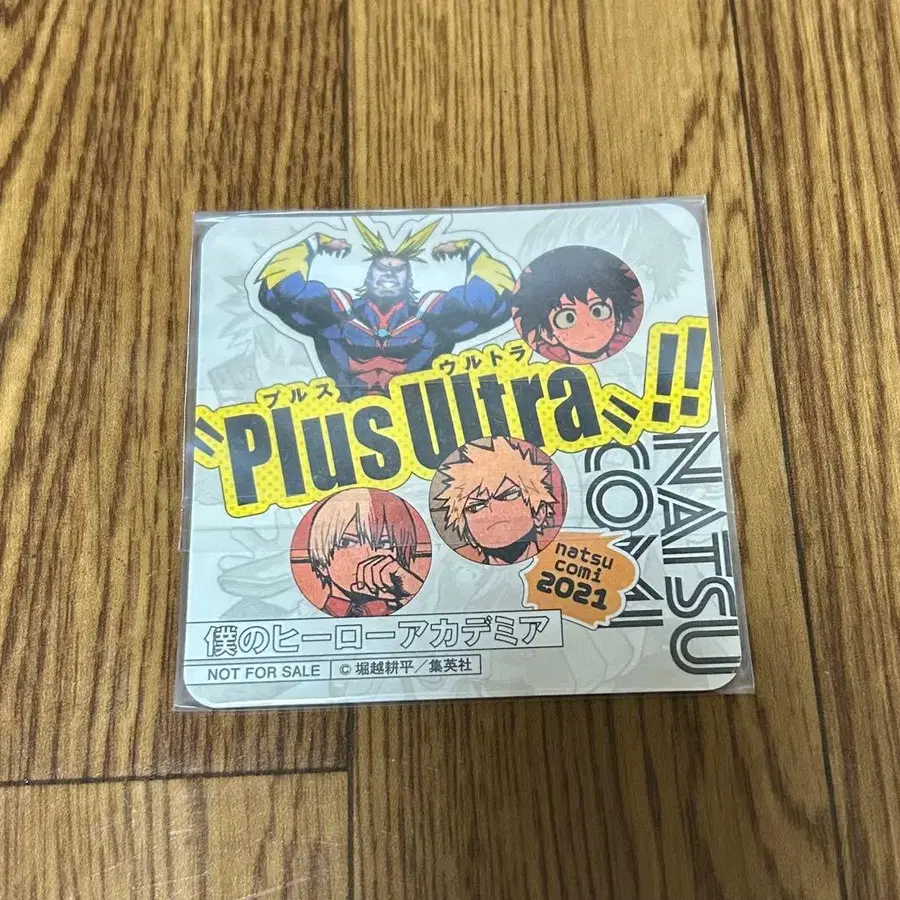 プルス ウルトラ
"Plus Ultra"!!
NATSU
COMI
natsu
comi
2021
僕のヒーローアカデミア
NOT FOR SALE © 堀越耕平／集英社